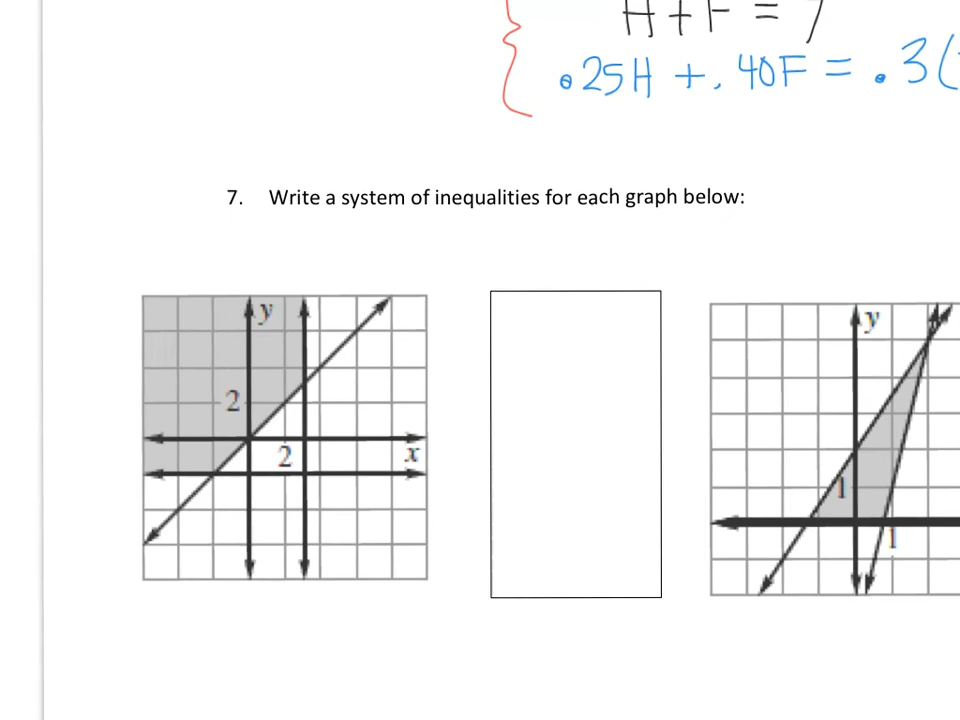 H + F = 7
.25H + .40F = .3(
7. Write a system of inequalities for each graph below:
y
2
2
x
y
1
1